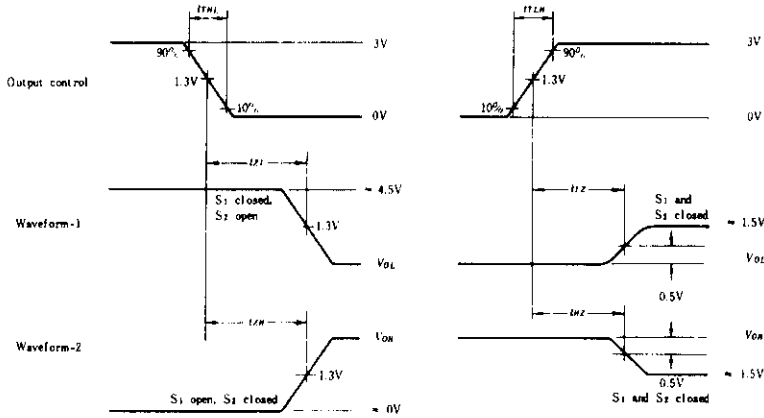 tTHL
tTLH
3V
3V
90%
90%
Output control
1.3V
1.3V
10%
10%
0V
0V
tZL
tLZ
≈ 4.5V
S1 closed,
S2 open
S1 and
S2 closed
Waveform-1
1.3V
≈ 1.5V
VOL
VOL
0.5V
tZH
tHZ
VOH
VOH
Waveform-2
1.3V
≈ 1.5V
0.5V
S1 open, S2 closed
≈ 0V
S1 and S2 closed